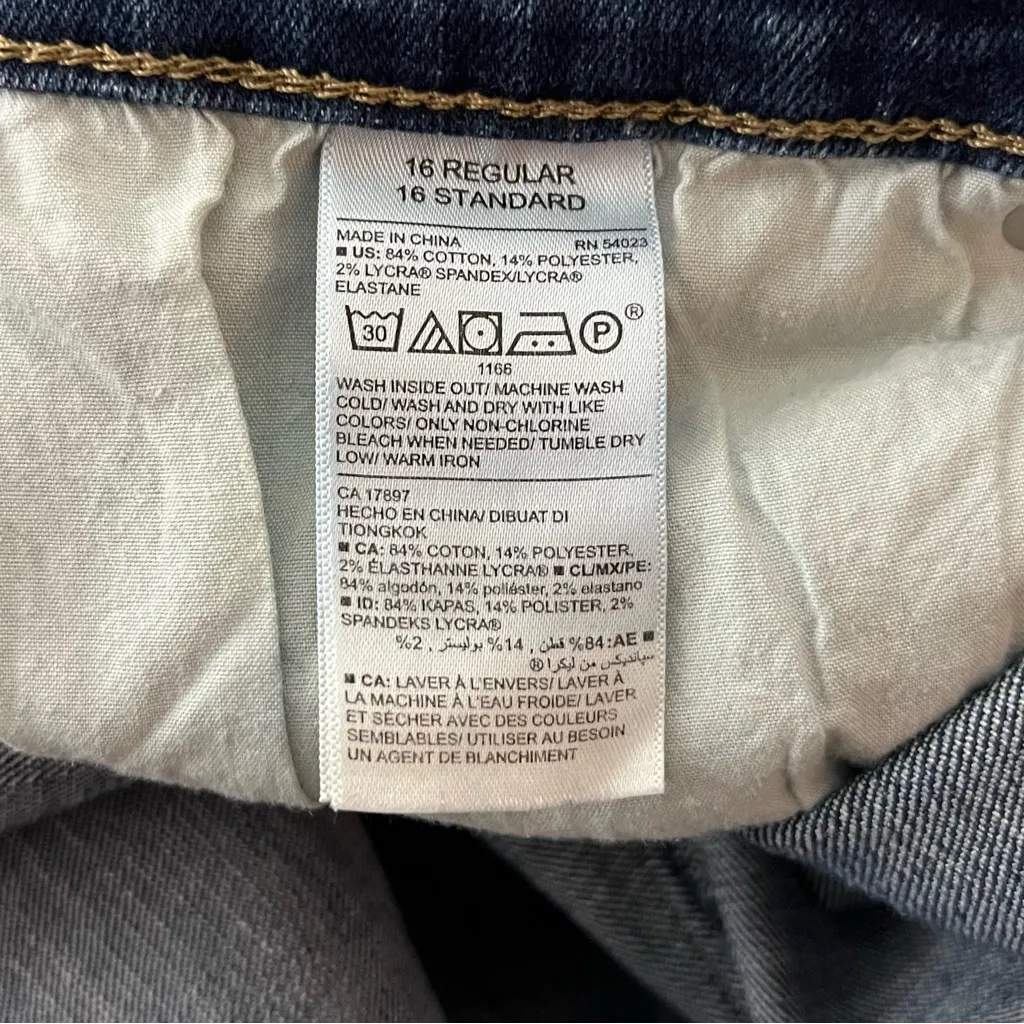 16 REGULAR
16 STANDARD
MADE IN CHINA RN 54023
US: 84% COTTON, 14% POLYESTER,
2% LYCRA® SPANDEX/LYCRA®
ELASTANE
30 P ®
1166
WASH INSIDE OUT/ MACHINE WASH
COLD/ WASH AND DRY WITH LIKE
COLORS/ ONLY NON-CHLORINE
BLEACH WHEN NEEDED/ TUMBLE DRY
LOW/ WARM IRON
CA 17897
HECHO EN CHINA/ DIBUAT DI
TIONGKOK
CA: 84% COTON, 14% POLYESTER,
2% ÉLASTHANNE LYCRA® CL/MX/PE:
84% algodón, 14% poliéster, 2% elastano
ID: 84% KAPAS, 14% POLISTER, 2%
SPANDEKS LYCRA®
AE: 84% قطن , 14% بوليستر , 2%
سباندیکس من ليكرا ®
CA: LAVER À L'ENVERS/ LAVER À
LA MACHINE À L'EAU FROIDE/ LAVER
ET SÉCHER AVEC DES COULEURS
SEMBLABLES/ UTILISER AU BESOIN
UN AGENT DE BLANCHIMENT